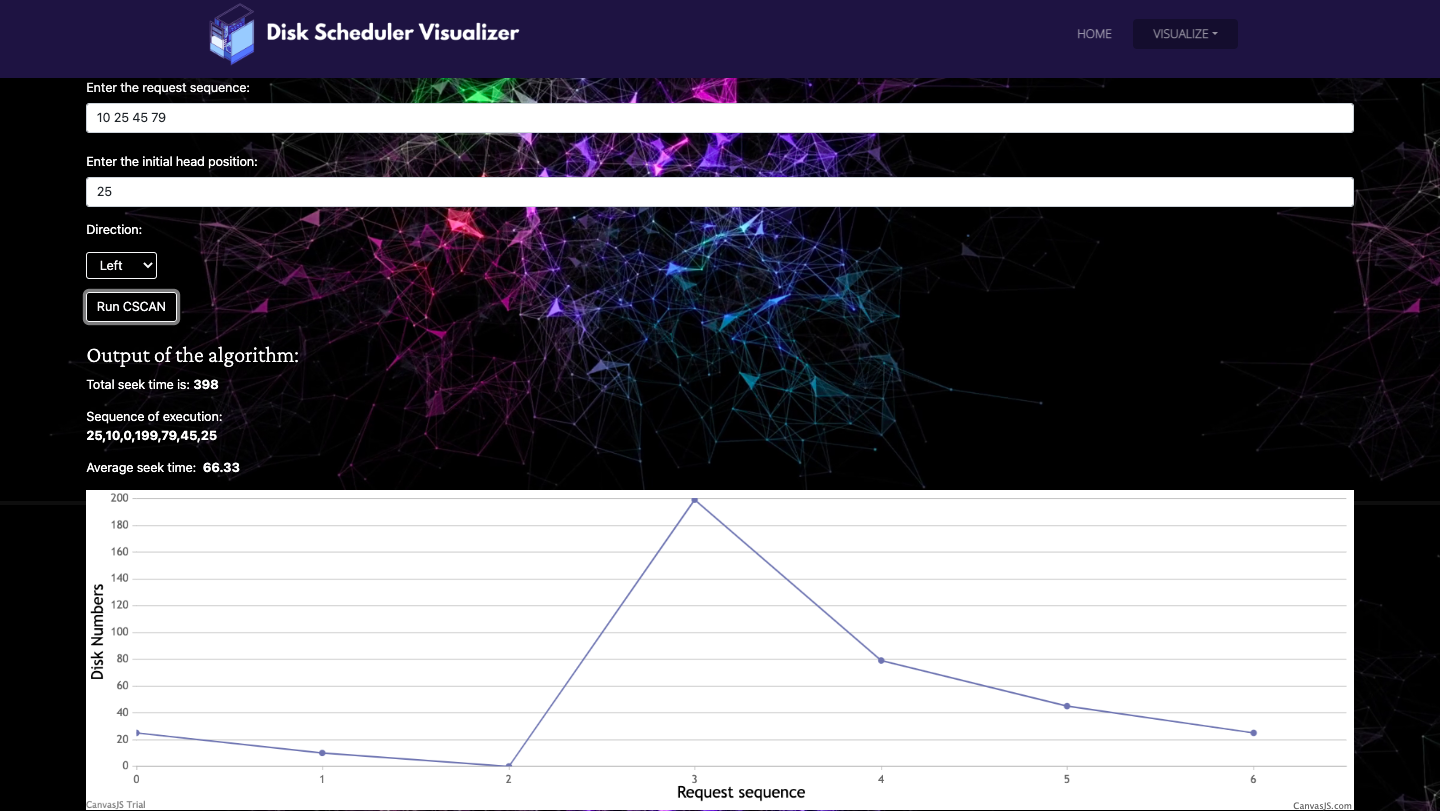 Disk Scheduler Visualizer
HOME
VISUALIZE
Enter the request sequence:
10 25 45 79
Enter the initial head position:
25
Direction:
Left
Run CSCAN
Output of the algorithm:
Total seek time is: 398
Sequence of execution:
25,10,0,199,79,45,25
Average seek time: 66.33
200
180
160
140
120
100
80
60
40
20
0
Disk Numbers
0 1 2 3 4 5 6
Request sequence
CanvasJS Trial
CanvasJS.com